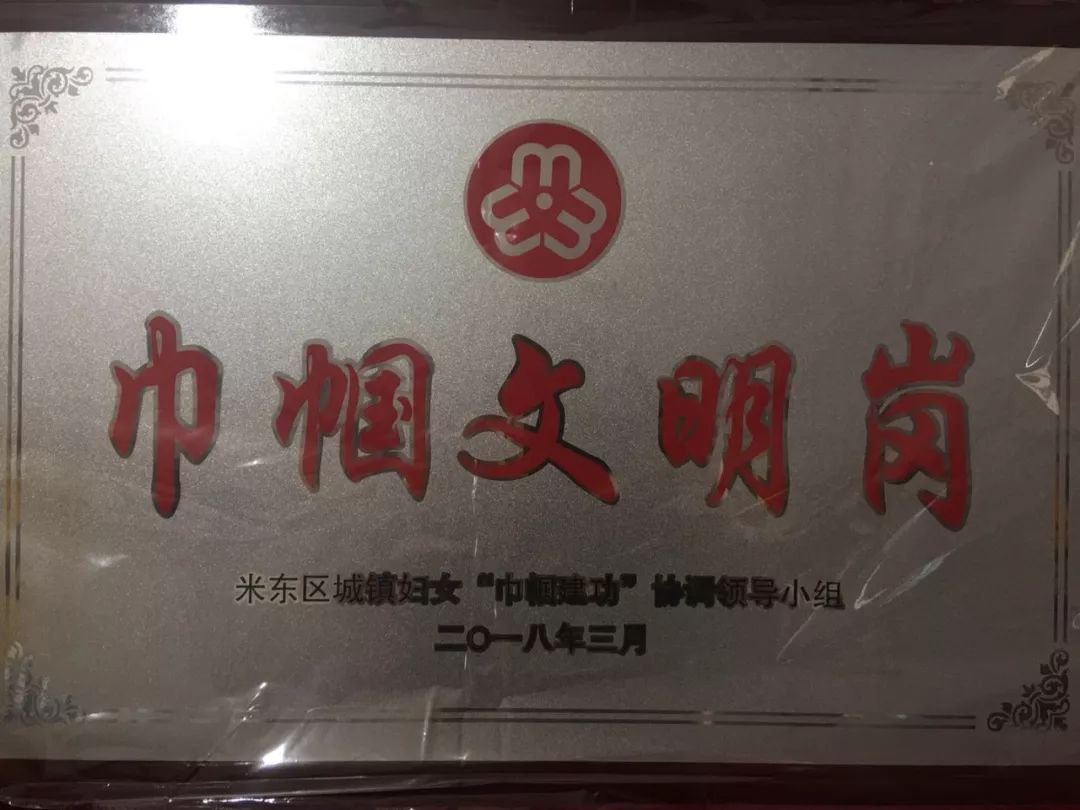 巾帼文明岗
米东区城镇妇女“巾帼建功”协调领导小组
二〇一八年三月